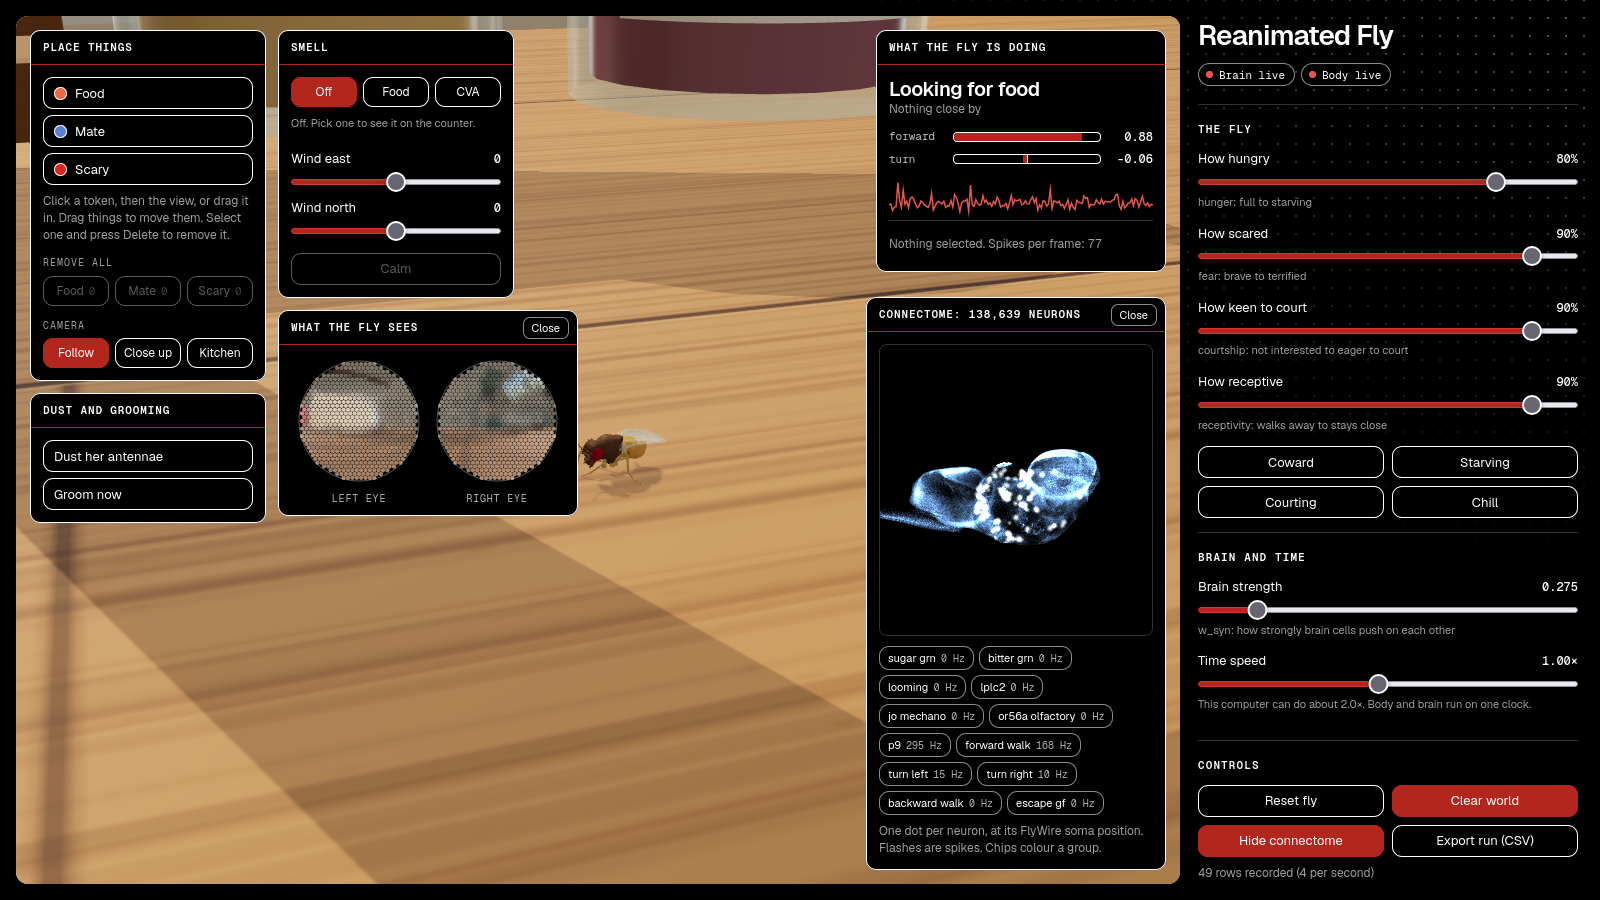 PLACE THINGS
Food
Mate
Scary
Click a token, then the view, or drag it
in. Drag things to move them. Select
one and press Delete to remove it.
REMOVE ALL
Food 0
Mate 0
Scary 0
CAMERA
Follow
Close up
Kitchen
DUST AND GROOMING
Dust her antennae
Groom now
SMELL
Off
Food
CVA
Off. Pick one to see it on the counter.
Wind east 0
Wind north 0
Calm
WHAT THE FLY SEES
Close
LEFT EYE
RIGHT EYE
WHAT THE FLY IS DOING
Looking for food
Nothing close by
forward 0.88
turn -0.06
Nothing selected. Spikes per frame: 77
CONNECTOME: 138,639 NEURONS
Close
sugar grn 0 Hz
bitter grn 0 Hz
looming 0 Hz
lplc2 0 Hz
jo mechano 0 Hz
or56a olfactory 0 Hz
p9 295 Hz
forward walk 168 Hz
turn left 15 Hz
turn right 10 Hz
backward walk 0 Hz
escape gf 0 Hz
One dot per neuron, at its FlyWire soma position.
Flashes are spikes. Chips colour a group.
Reanimated Fly
Brain live
Body live
THE FLY
How hungry 80%
hunger: full to starving
How scared 90%
fear: brave to terrified
How keen to court 90%
courtship: not interested to eager to court
How receptive 90%
receptivity: walks away to stays close
Coward
Starving
Courting
Chill
BRAIN AND TIME
Brain strength 0.275
w_syn: how strongly brain cells push on each other
Time speed 1.00×
This computer can do about 2.0×. Body and brain run on one clock.
CONTROLS
Reset fly
Clear world
Hide connectome
Export run (CSV)
49 rows recorded (4 per second)